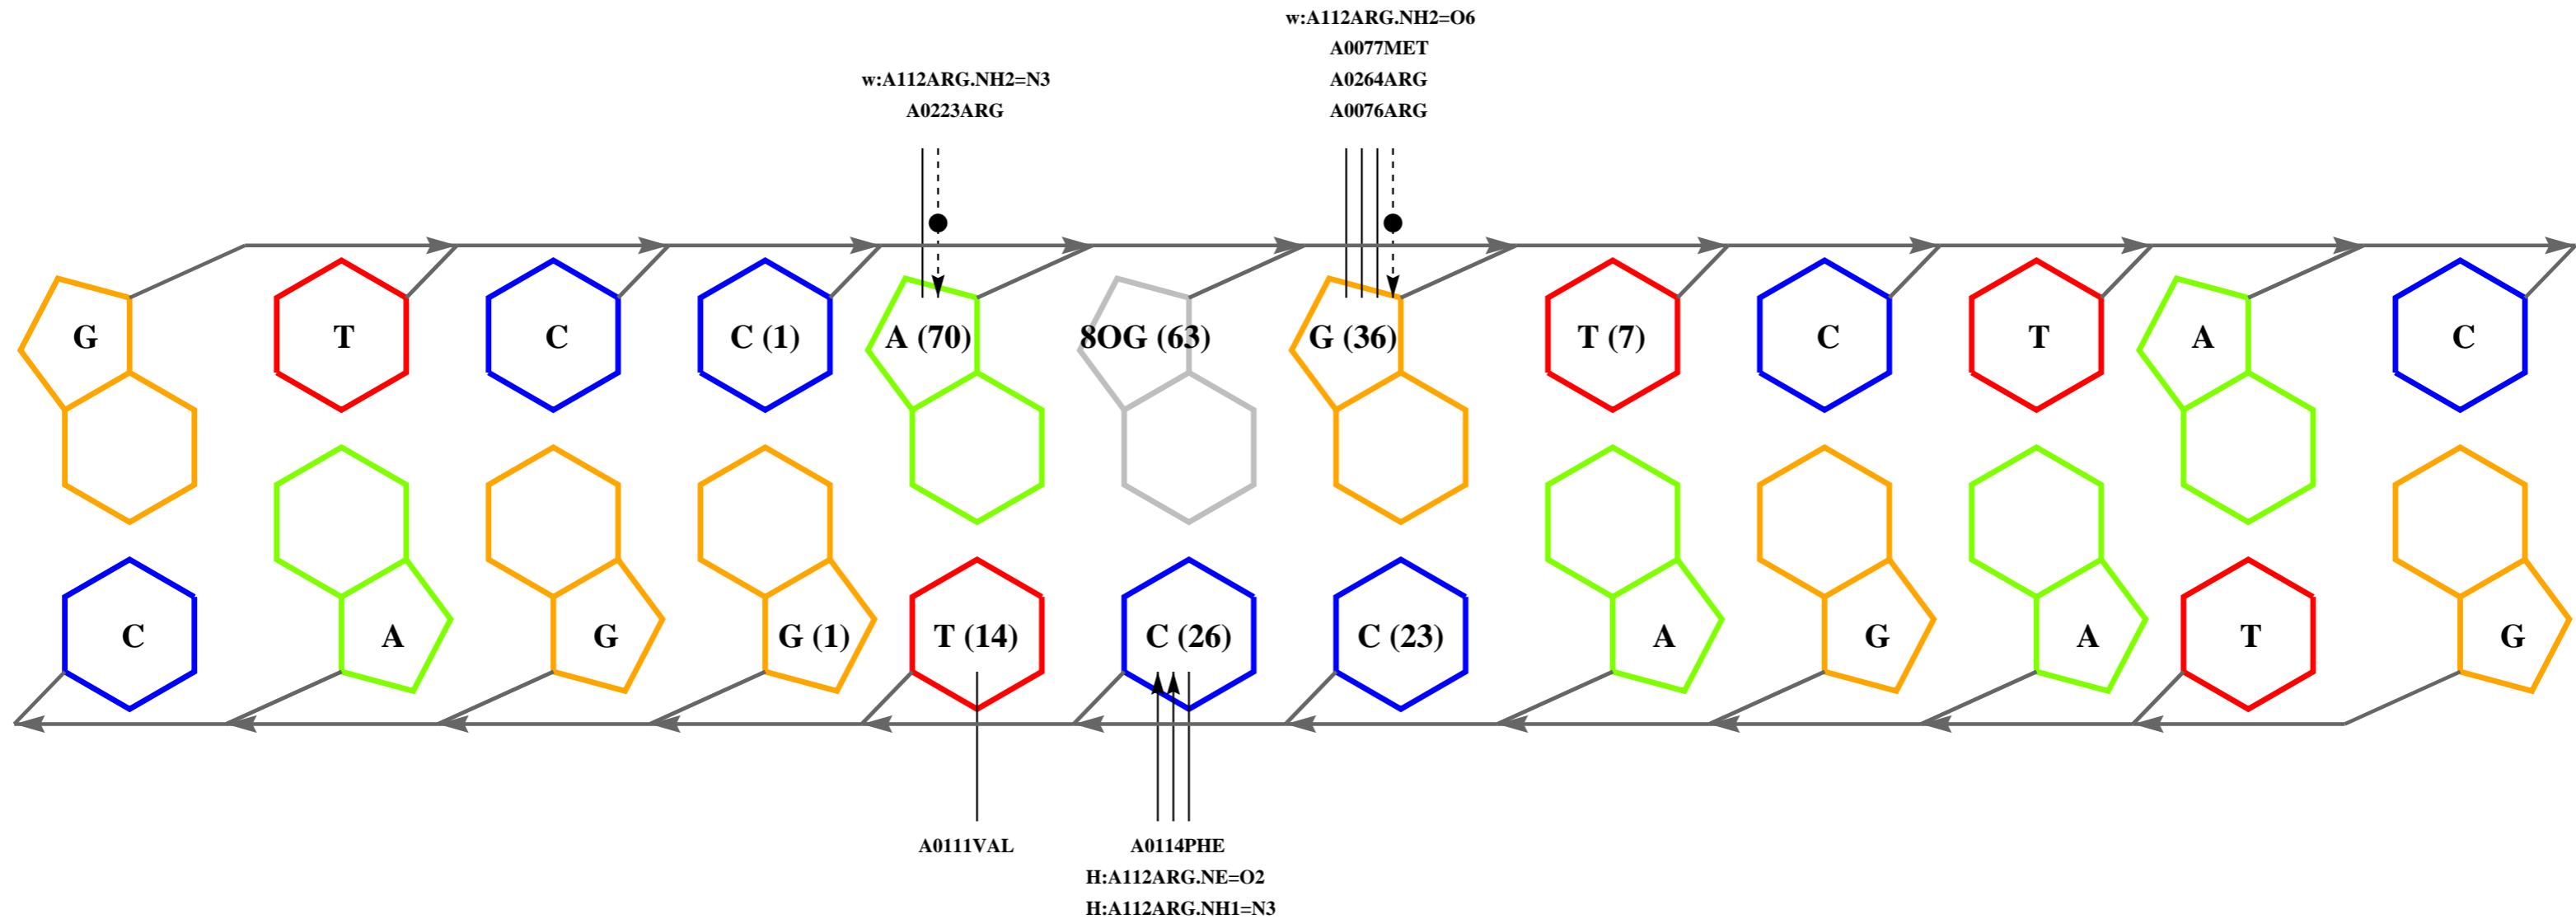 w:A112ARG.NH2=O6
A0077MET
w:A112ARG.NH2=N3 A0264ARG
A0223ARG A0076ARG
G T C C (1) A (70) 8OG (63) G (36) T (7) C T A C
C A G G (1) T (14) C (26) C (23) A G A T G
A0111VAL A0114PHE
H:A112ARG.NE=O2
H:A112ARG.NH1=N3